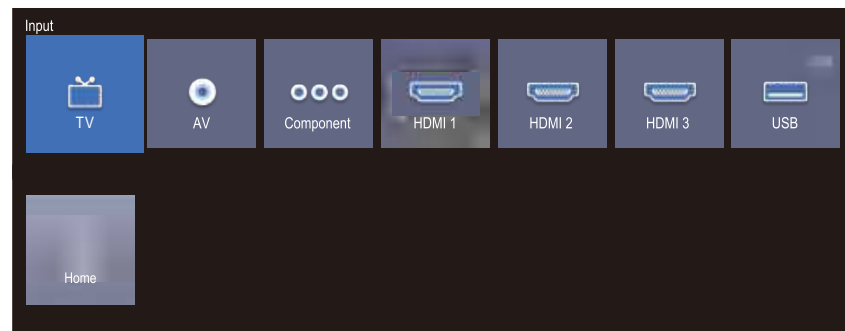 Input
TV
AV
Component
HDMI 1
HDMI 2
HDMI 3
USB
Home